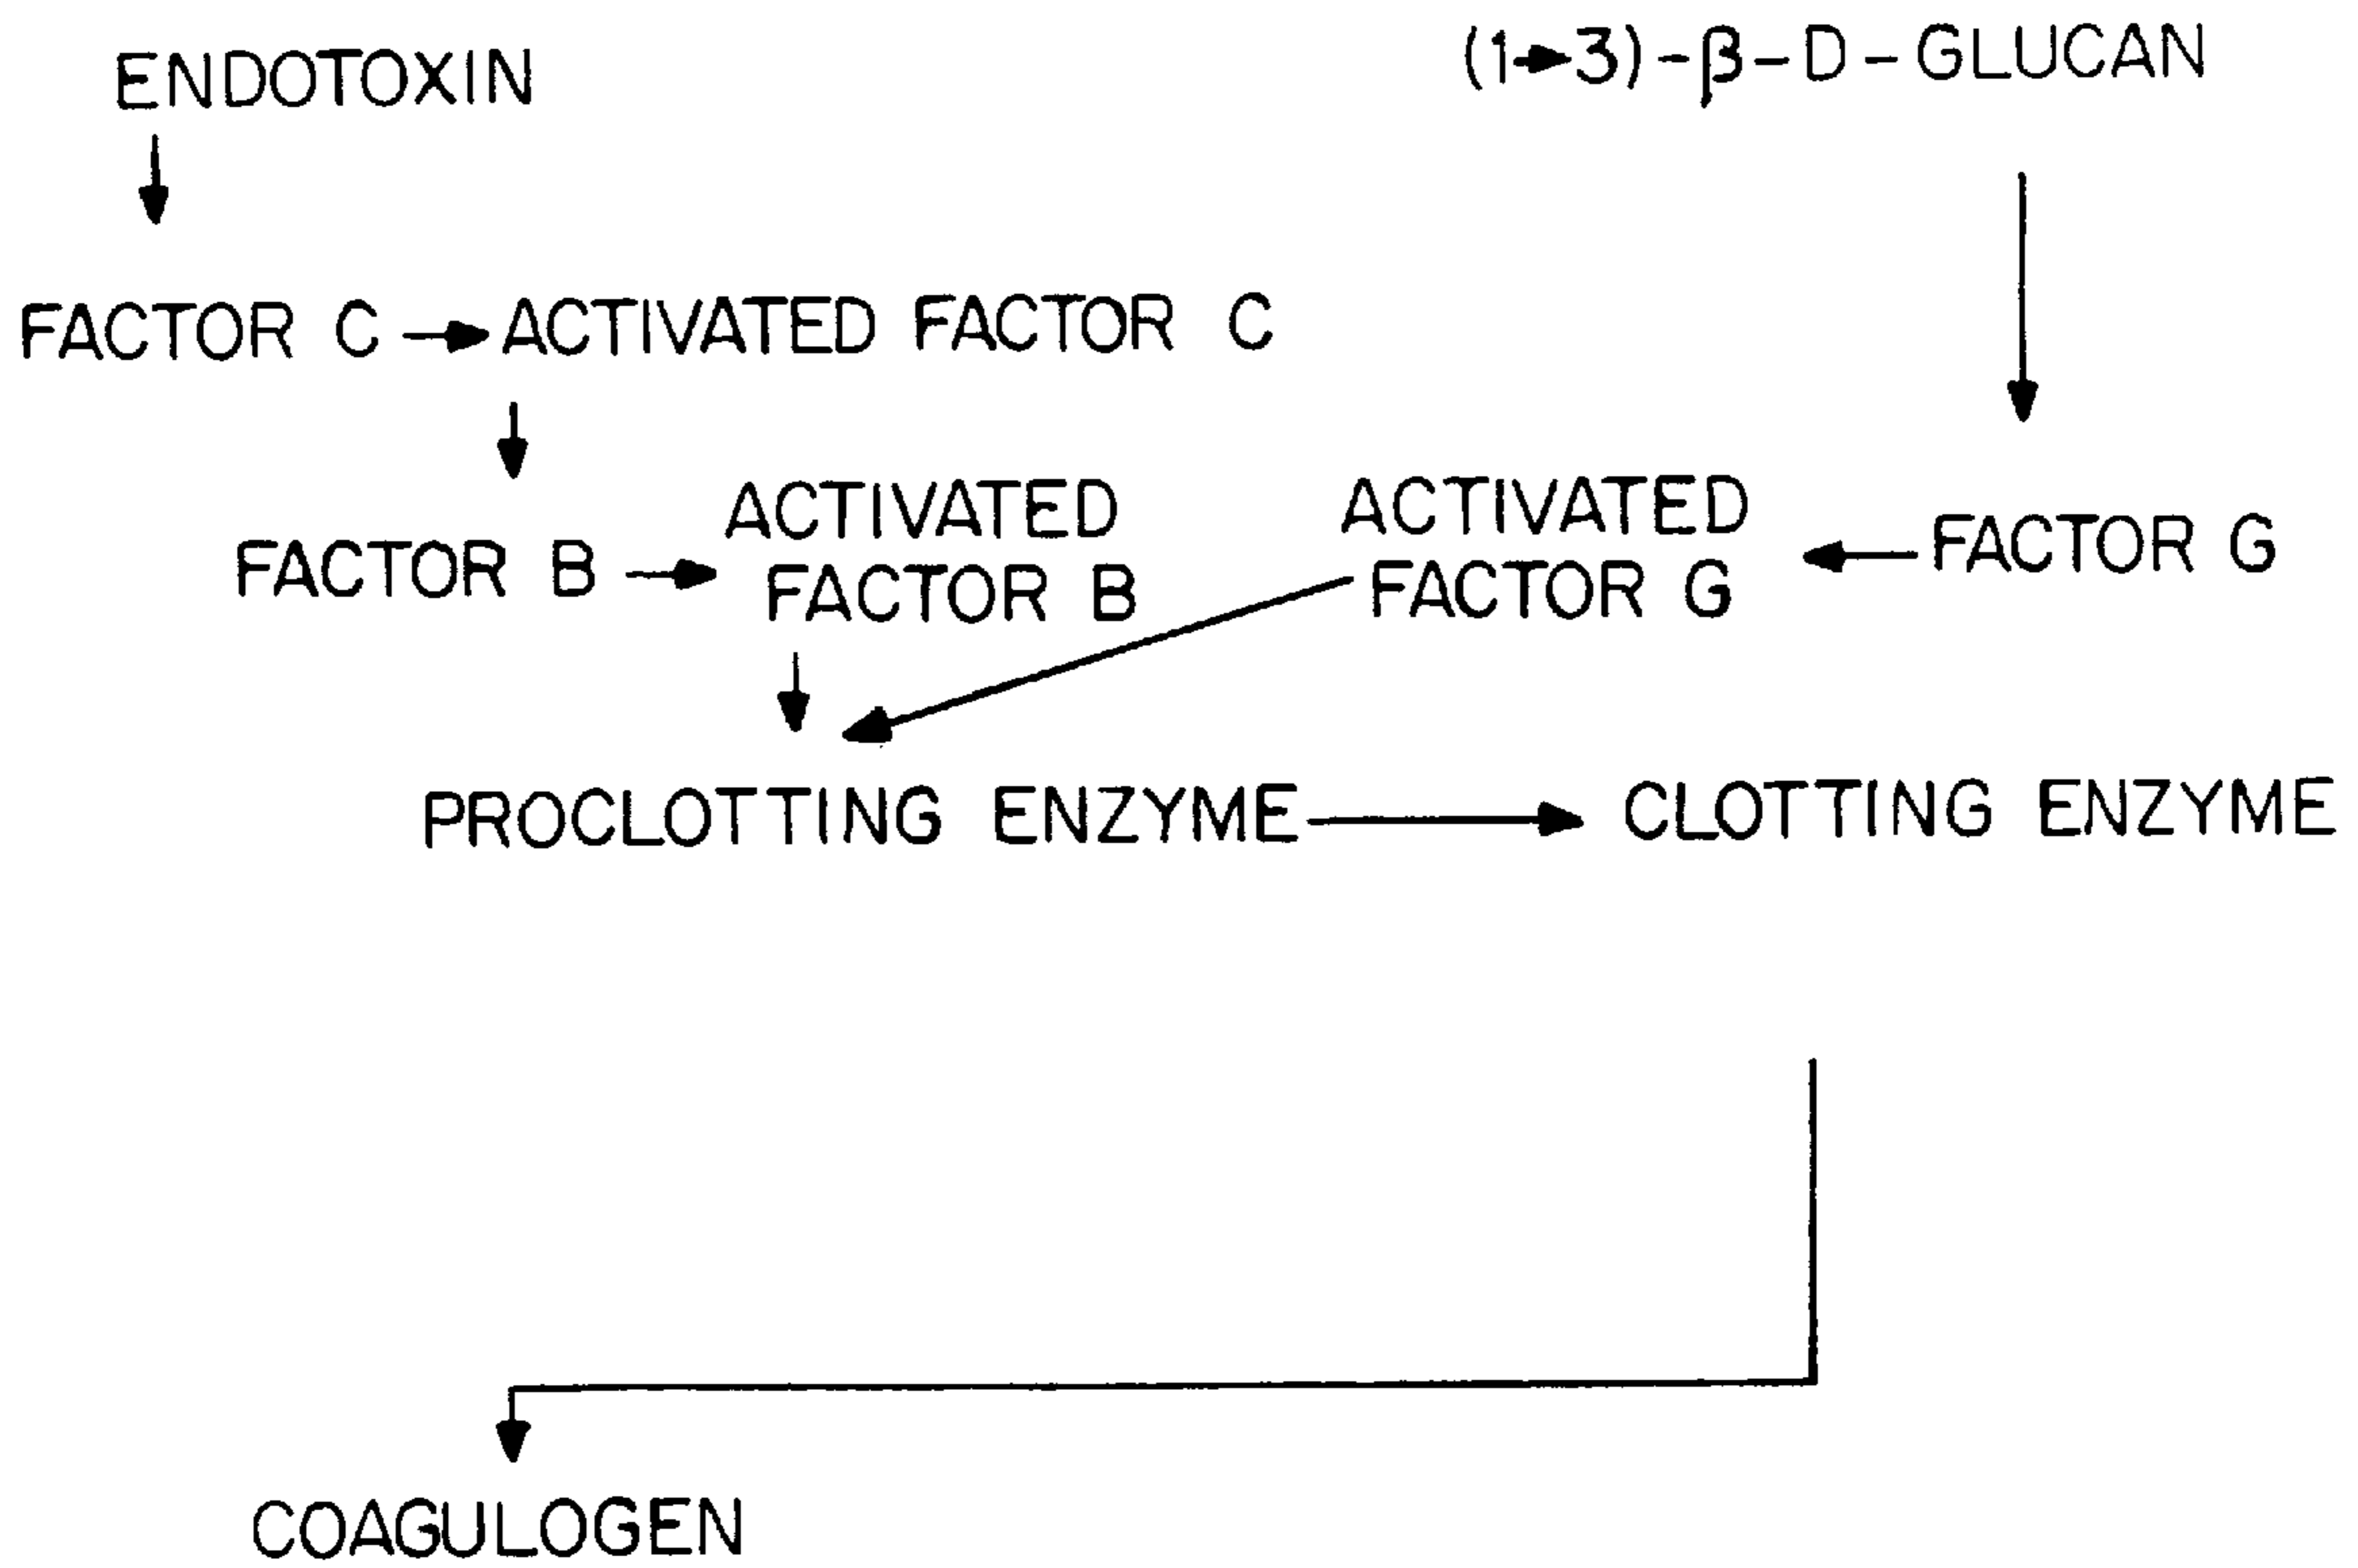 ENDOTOXIN
(1→3)-β-D-GLUCAN
FACTOR C
ACTIVATED FACTOR C
FACTOR B
ACTIVATED
FACTOR B
ACTIVATED
FACTOR G
FACTOR G
PROCLOTTING ENZYME
CLOTTING ENZYME
COAGULOGEN